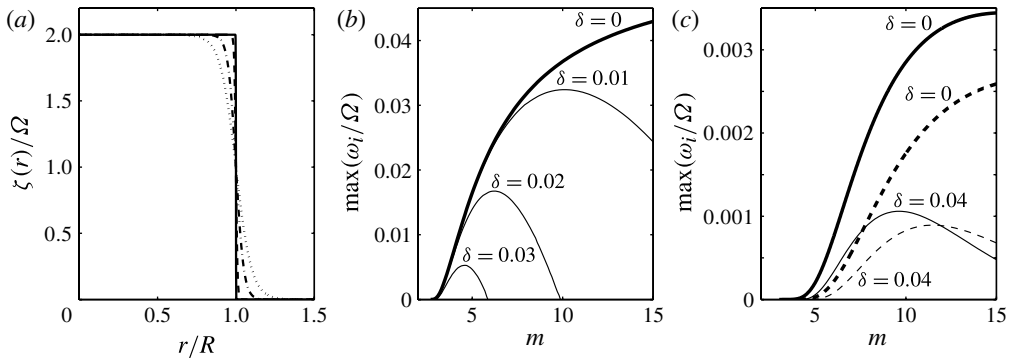 (a)
ζ(r)/Ω
2.0
1.5
1.0
0.5
0
0.5
1.0
1.5
r/R
(b)
max(ω_i/Ω)
0.04
0.03
0.02
0.01
0
5
10
15
m
δ = 0
δ = 0.01
δ = 0.02
δ = 0.03
(c)
max(ω_i/Ω)
0.003
0.002
0.001
0
5
10
15
m
δ = 0
δ = 0
δ = 0.04
δ = 0.04